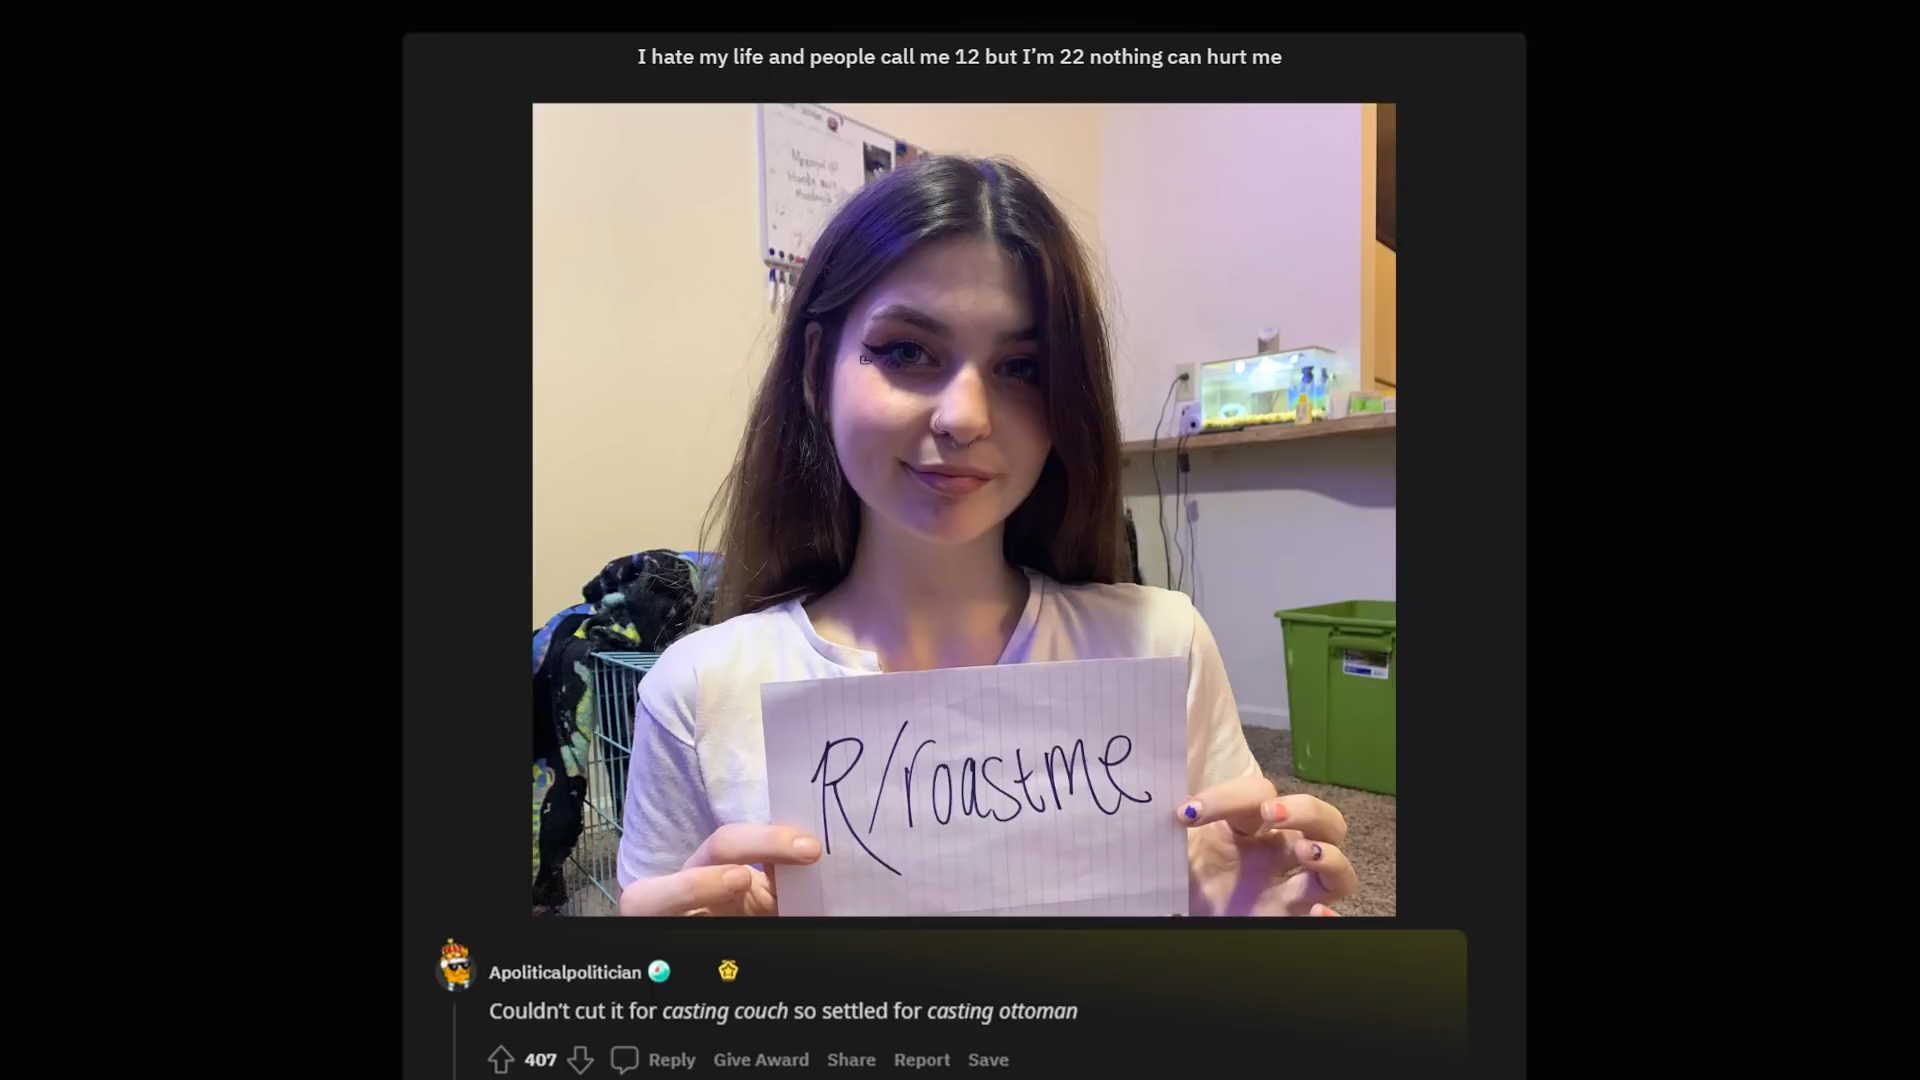 I hate my life and people call me 12 but I’m 22 nothing can hurt me
R/roastme
Apoliticalpolitician
Couldn’t cut it for casting couch so settled for casting ottoman
407 Reply Give Award Share Report Save